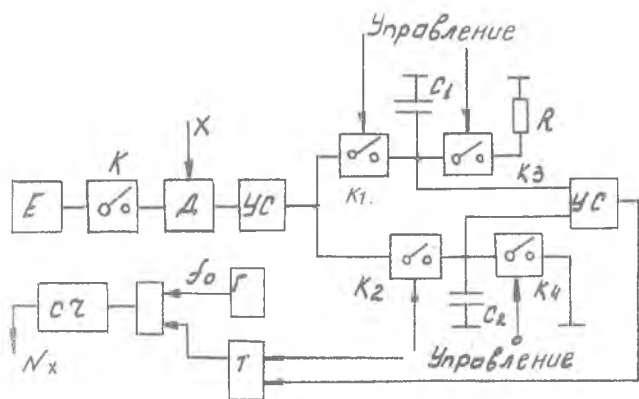 Управление
C1
X
R
K
K3
E
Д
УС
K1.
УС
K2
K4
C2
f0
Г
СЧ
Управление
Nx
T